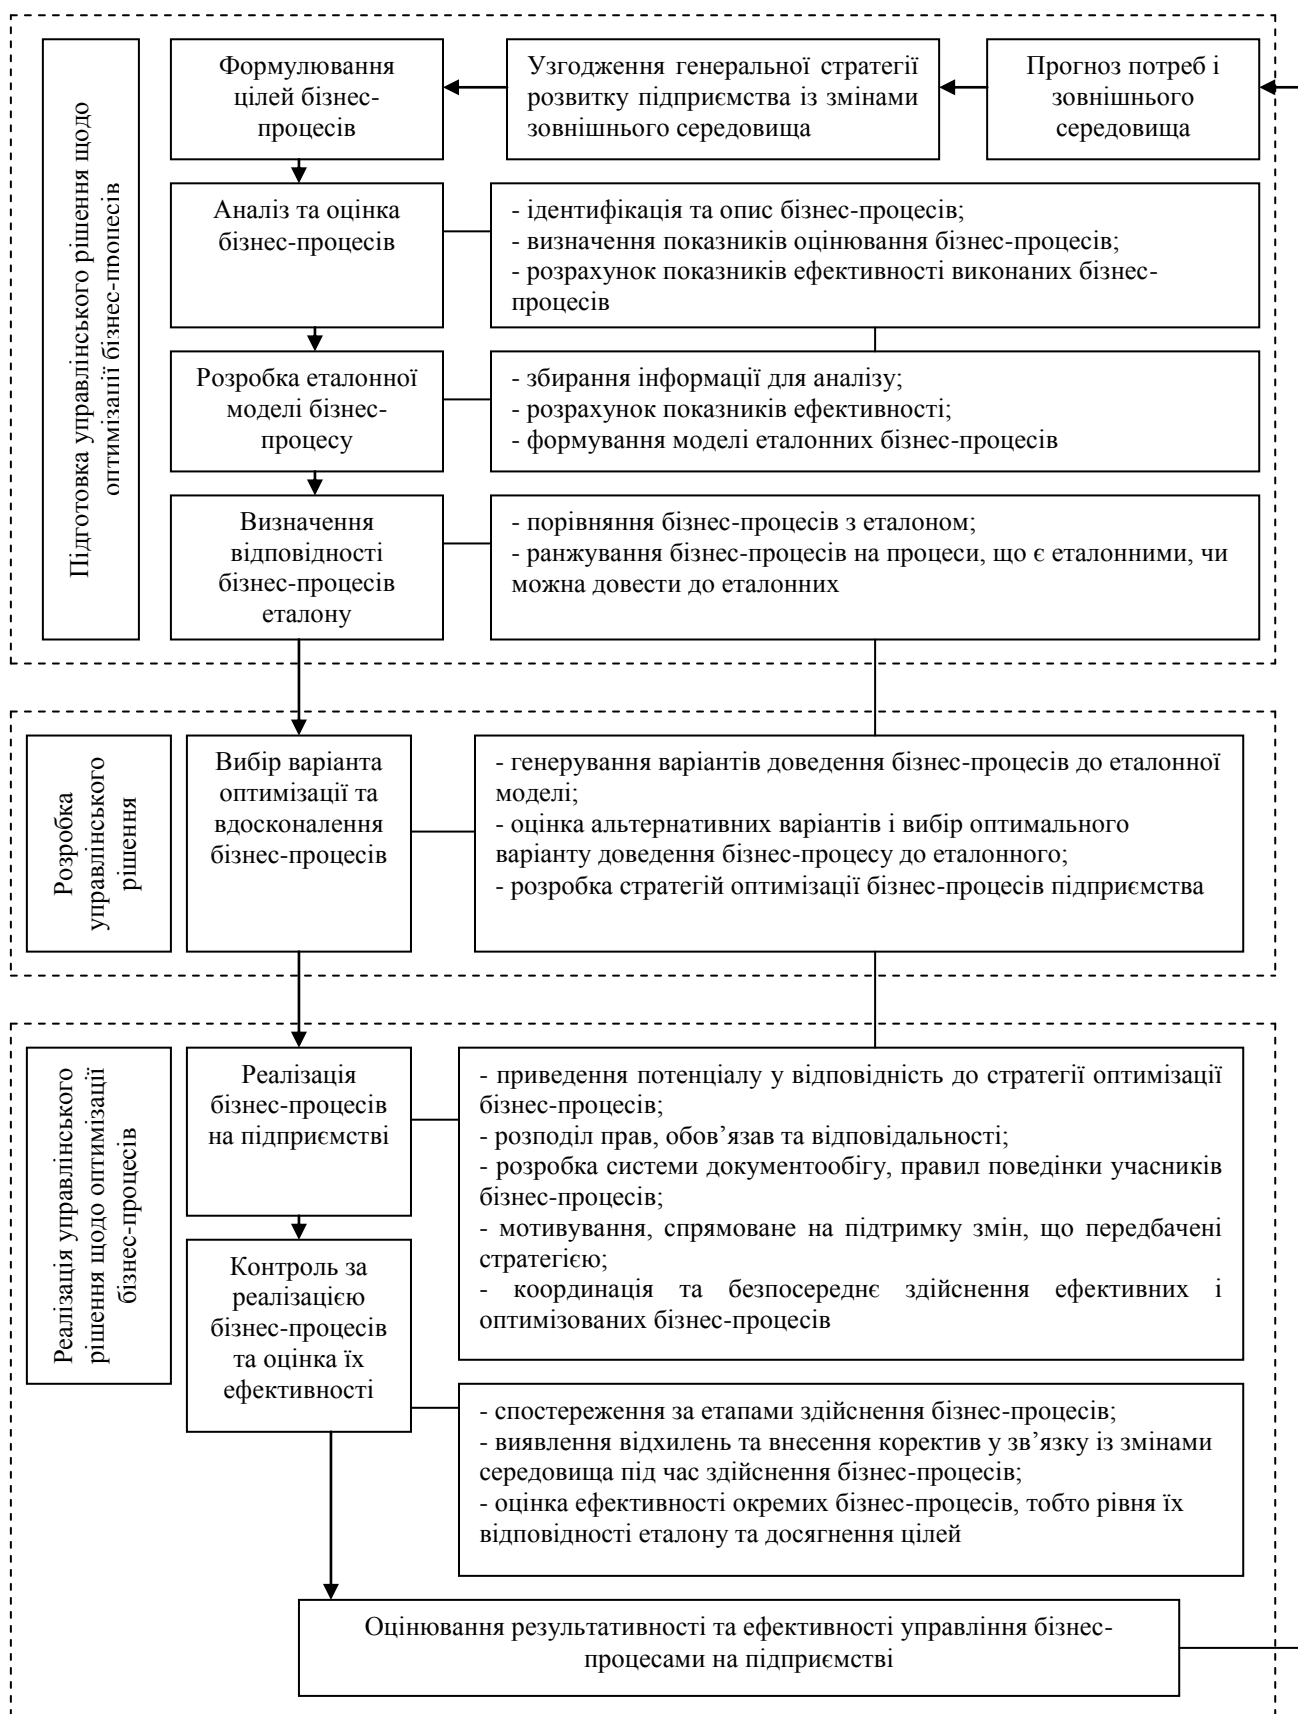 Підготовка управлінського рішення щодо
оптимізації бізнес-процесів
Формулювання
цілей бізнес-
процесів
Узгодження генеральної стратегії
розвитку підприємства із змінами
зовнішнього середовища
Прогноз потреб і
зовнішнього
середовища
Аналіз та оцінка
бізнес-процесів
- ідентифікація та опис бізнес-процесів;
- визначення показників оцінювання бізнес-процесів;
- розрахунок показників ефективності виконаних бізнес-
процесів
Розробка еталонної
моделі бізнес-
процесу
- збирання інформації для аналізу;
- розрахунок показників ефективності;
- формування моделі еталонних бізнес-процесів
Визначення
відповідності
бізнес-процесів
еталону
- порівняння бізнес-процесів з еталоном;
- ранжування бізнес-процесів на процеси, що є еталонними, чи
можна довести до еталонних
Розробка
управлінського
рішення
Вибір варіанта
оптимізації та
вдосконалення
бізнес-процесів
- генерування варіантів доведення бізнес-процесів до еталонної
моделі;
- оцінка альтернативних варіантів і вибір оптимального
варіанту доведення бізнес-процесу до еталонного;
- розробка стратегій оптимізації бізнес-процесів підприємства
Реалізація управлінського
рішення щодо оптимізації
бізнес-процесів
Реалізація
бізнес-процесів
на підприємстві
- приведення потенціалу у відповідність до стратегії оптимізації
бізнес-процесів;
- розподіл прав, обов’язав та відповідальності;
- розробка системи документообігу, правил поведінки учасників
бізнес-процесів;
- мотивування, спрямоване на підтримку змін, що передбачені
стратегією;
- координація та безпосереднє здійснення ефективних і
оптимізованих бізнес-процесів
Контроль за
реалізацією
бізнес-процесів
та оцінка їх
ефективності
- спостереження за етапами здійснення бізнес-процесів;
- виявлення відхилень та внесення коректив у зв’язку із змінами
середовища під час здійснення бізнес-процесів;
- оцінка ефективності окремих бізнес-процесів, тобто рівня їх
відповідності еталону та досягнення цілей
Оцінювання результативності та ефективності управління бізнес-
процесами на підприємстві